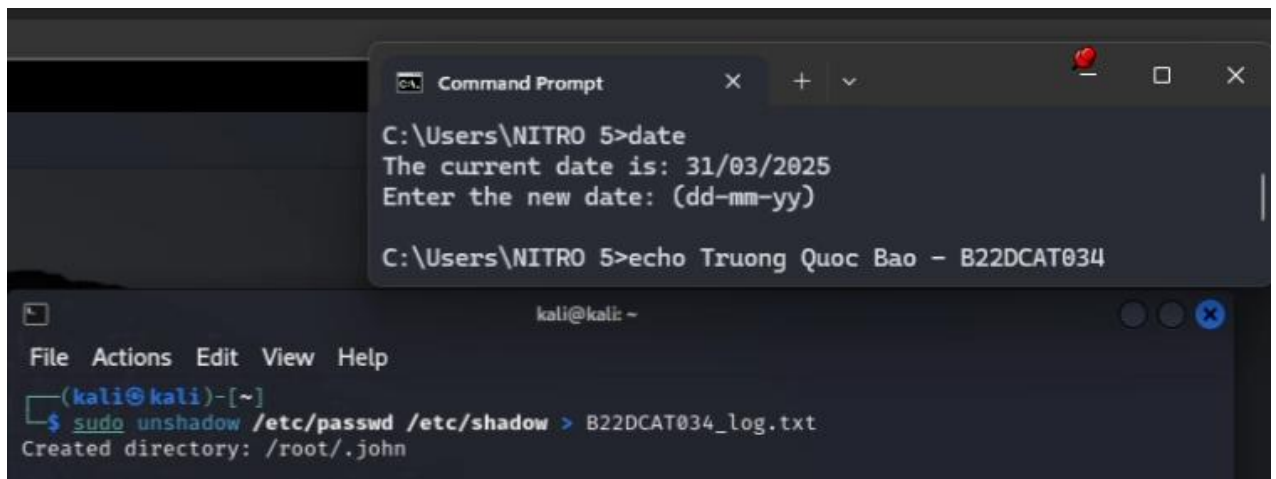 Command Prompt
C:\Users\NITRO 5>date
The current date is: 31/03/2025
Enter the new date: (dd-mm-yy)
C:\Users\NITRO 5>echo Truong Quoc Bao - B22DCAT034
kali@kali: ~
File Actions Edit View Help
(kali㉿kali)-[~]
$ sudo unshadow /etc/passwd /etc/shadow > B22DCAT034_log.txt
Created directory: /root/.john